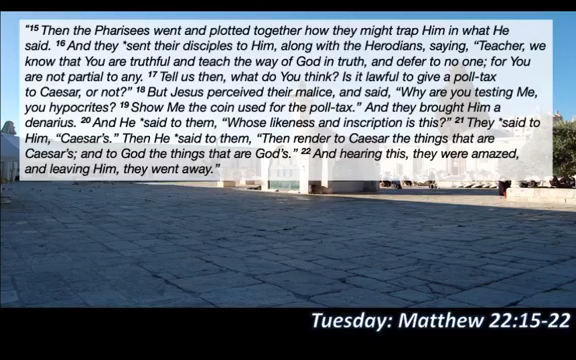 "15 Then the Pharisees went and plotted together how they might trap Him in what He
said. 16 And they *sent their disciples to Him, along with the Herodians, saying, "Teacher, we
know that You are truthful and teach the way of God in truth, and defer to no one; for You
are not partial to any. 17 Tell us then, what do You think? Is it lawful to give a poll-tax
to Caesar, or not?" 18 But Jesus perceived their malice, and said, "Why are you testing Me,
you hypocrites? 19 Show Me the coin used for the poll-tax." And they brought Him a
denarius. 20 And He *said to them, "Whose likeness and inscription is this?" 21 They *said to
Him, "Caesar's." Then He *said to them, "Then render to Caesar the things that are
Caesar's; and to God the things that are God's." 22 And hearing this, they were amazed,
and leaving Him, they went away."
Tuesday: Matthew 22:15-22